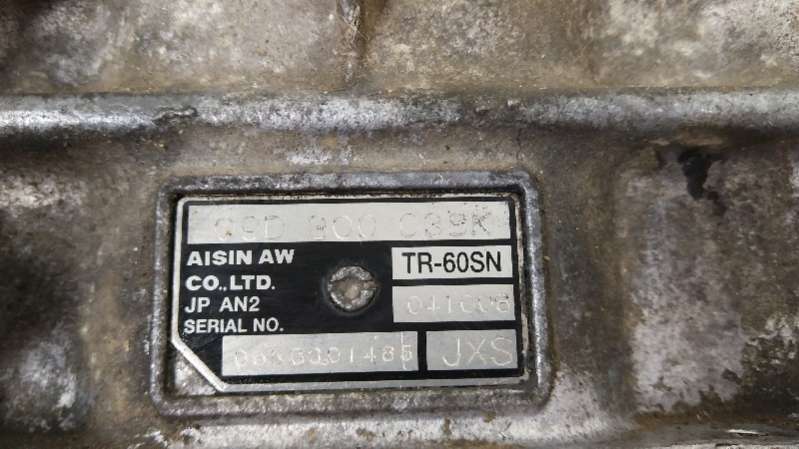 09D 300 039K
AISIN AW
CO.,LTD.
TR-60SN
JP AN2
041008
SERIAL NO.
JXS